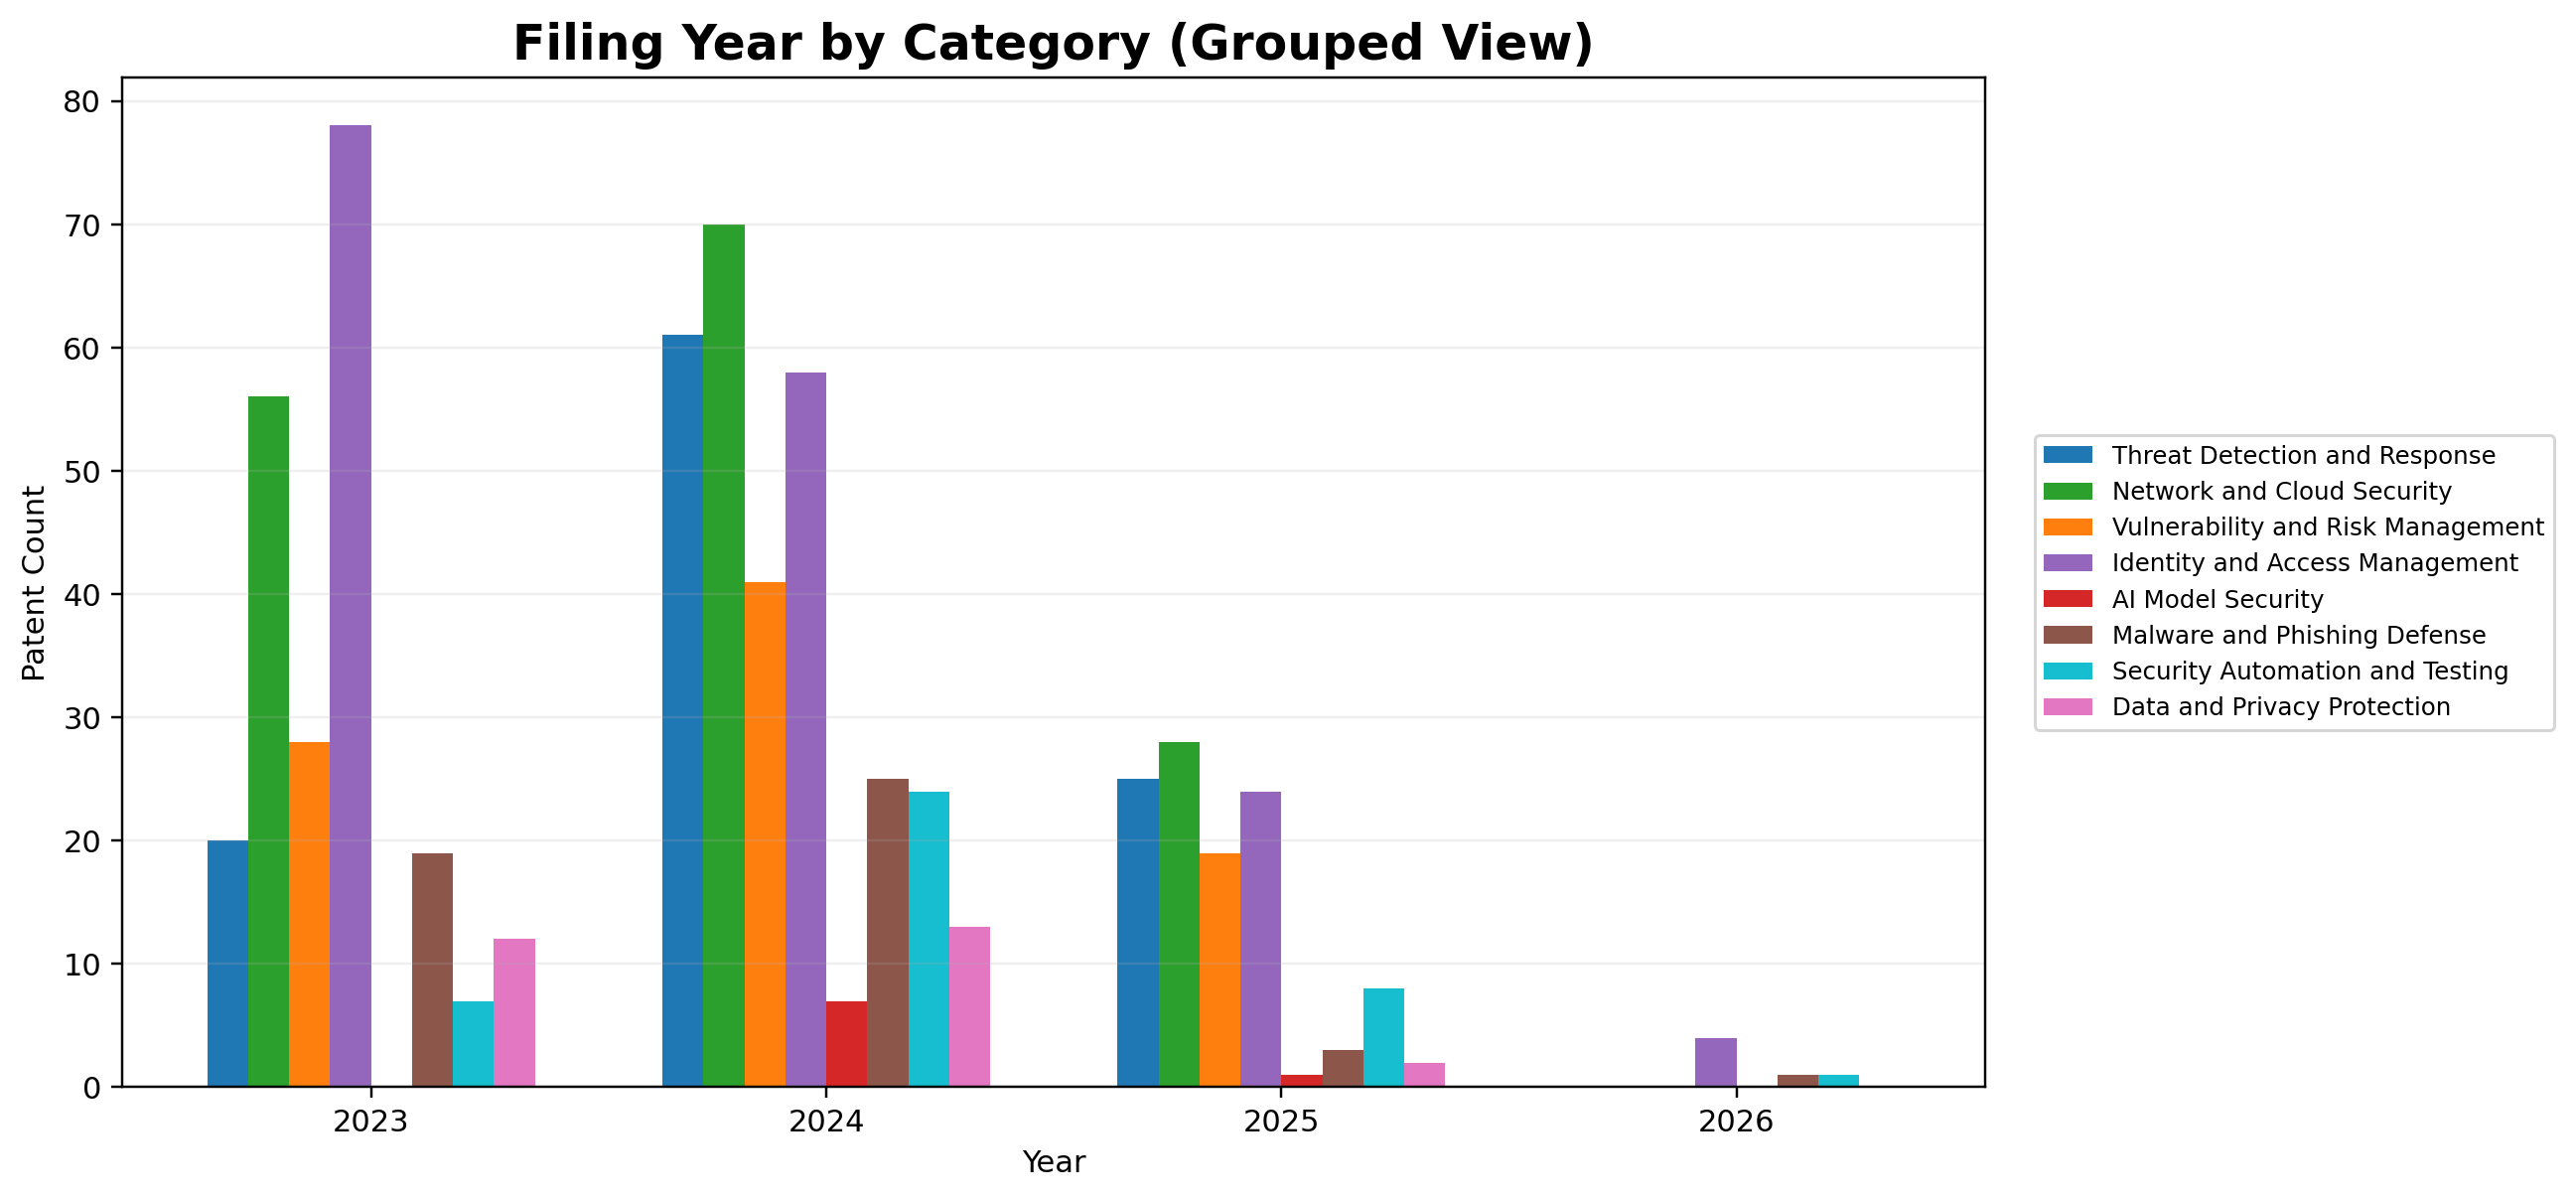 Filing Year by Category (Grouped View)
Patent Count
80
70
60
50
40
30
20
10
0
2023
2024
2025
2026
Year
Threat Detection and Response
Network and Cloud Security
Vulnerability and Risk Management
Identity and Access Management
AI Model Security
Malware and Phishing Defense
Security Automation and Testing
Data and Privacy Protection